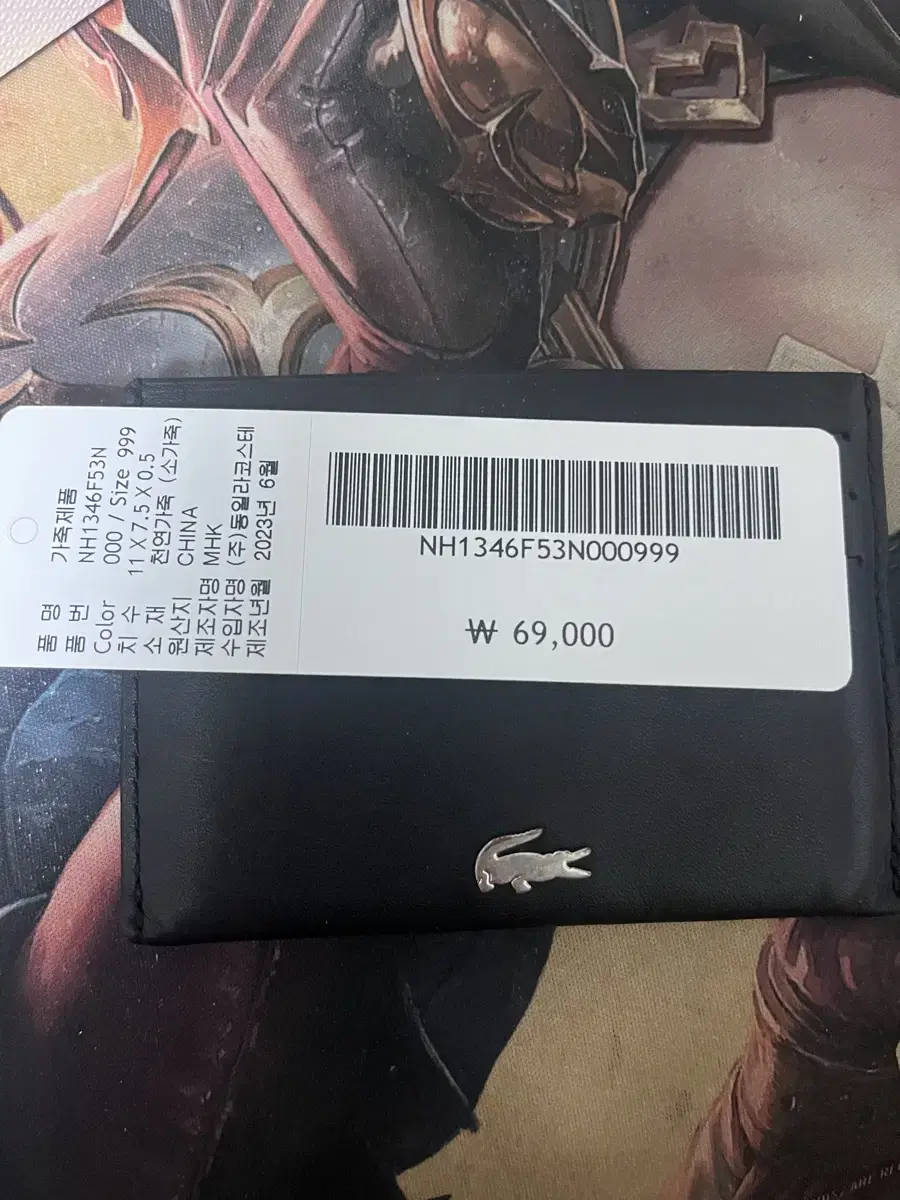 품 명 가죽제품
품 번 NH1346F53N
Color 000 / Size 999
치 수 11 X 7.5 X 0.5
소 재 천연가죽 (소가죽)
원산지 CHINA
제조자명 MHK
수입자명 (주)동일라코스테
제조년월 2023년 6월
NH1346F53N000999
₩ 69,000